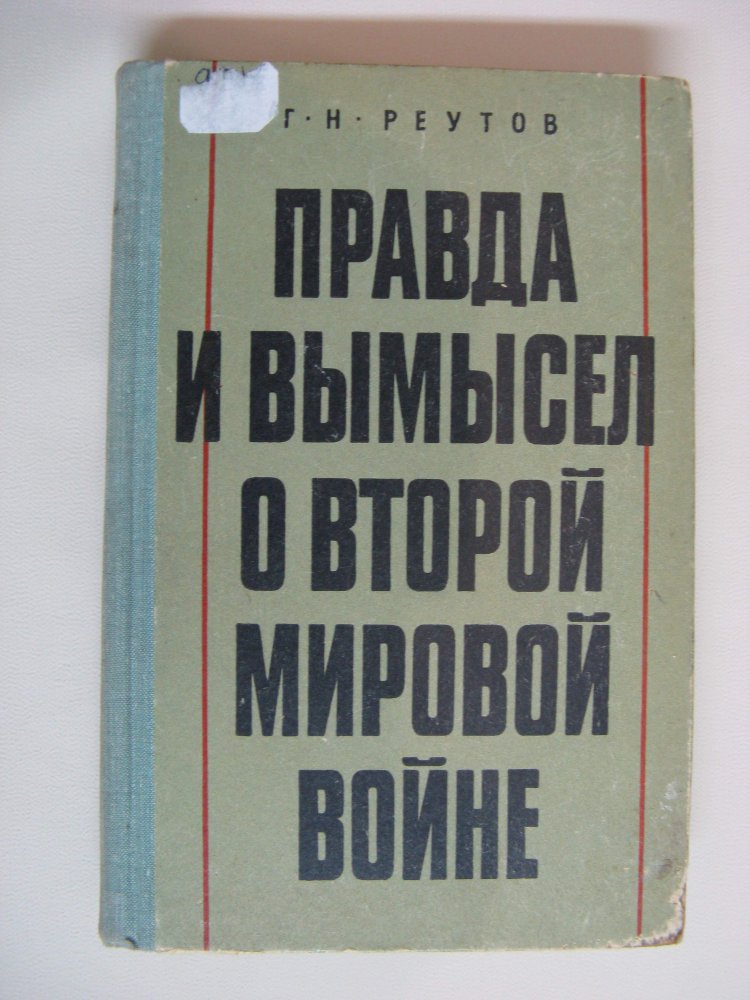 Г·Н·РЕУТОВ
ПРАВДА
И ВЫМЫСЕЛ
О ВТОРОЙ
МИРОВОЙ
ВОЙНЕ